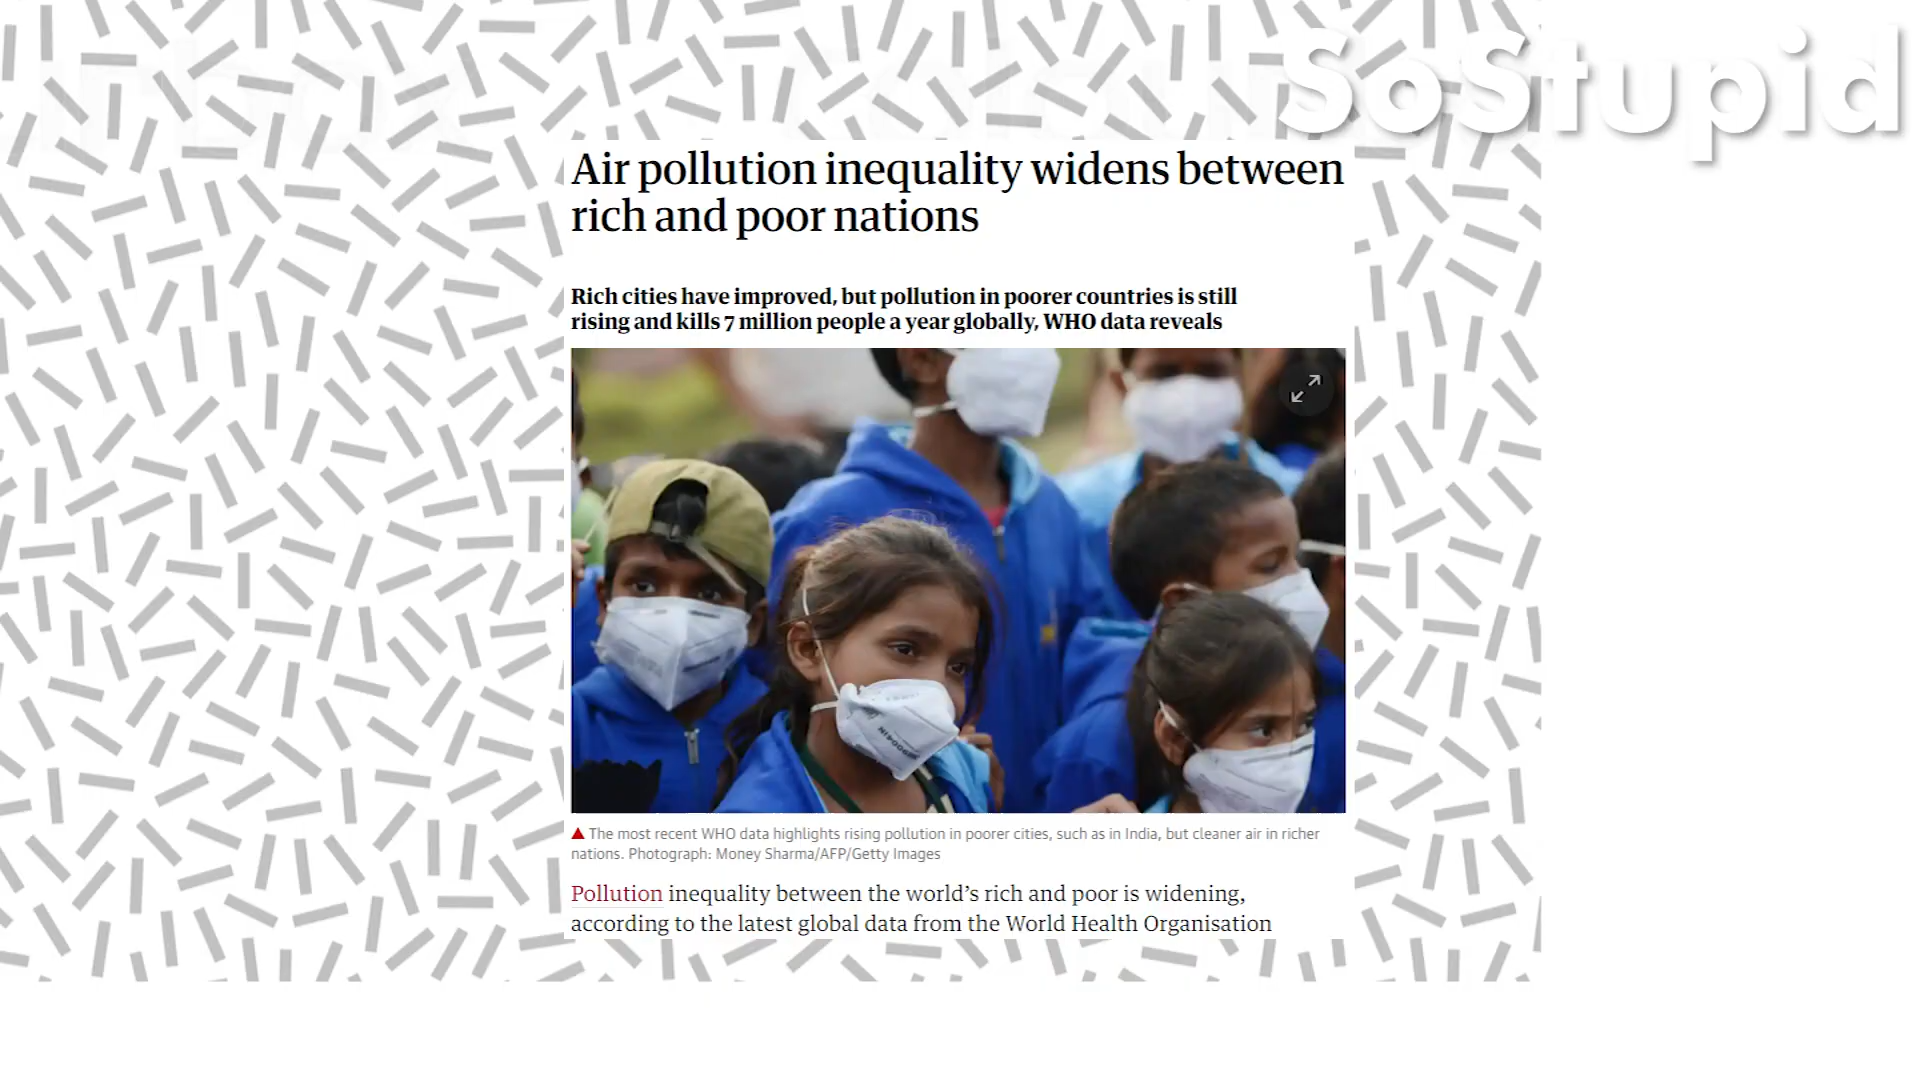 SoStupid
Air pollution inequality widens between
rich and poor nations
Rich cities have improved, but pollution in poorer countries is still
rising and kills 7 million people a year globally, WHO data reveals
The most recent WHO data highlights rising pollution in poorer cities, such as in India, but cleaner air in richer
nations. Photograph: Money Sharma/AFP/Getty Images
Pollution inequality between the world’s rich and poor is widening,
according to the latest global data from the World Health Organisation